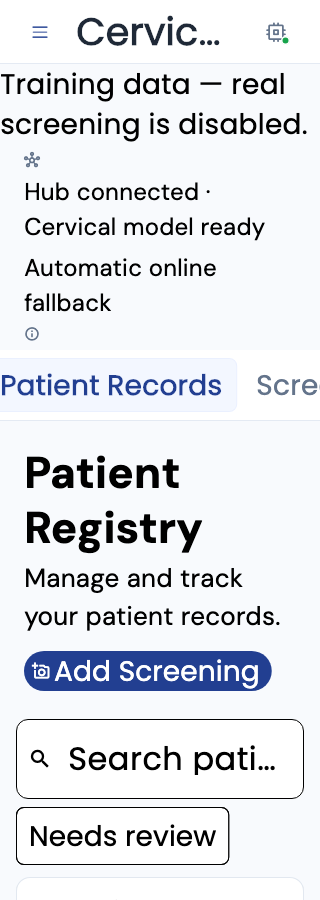 Cervic...
Training data — real
screening is disabled.
Hub connected ·
Cervical model ready
Automatic online
fallback
Patient Records
Scre
Patient
Registry
Manage and track
your patient records.
Add Screening
Search pati...
Needs review